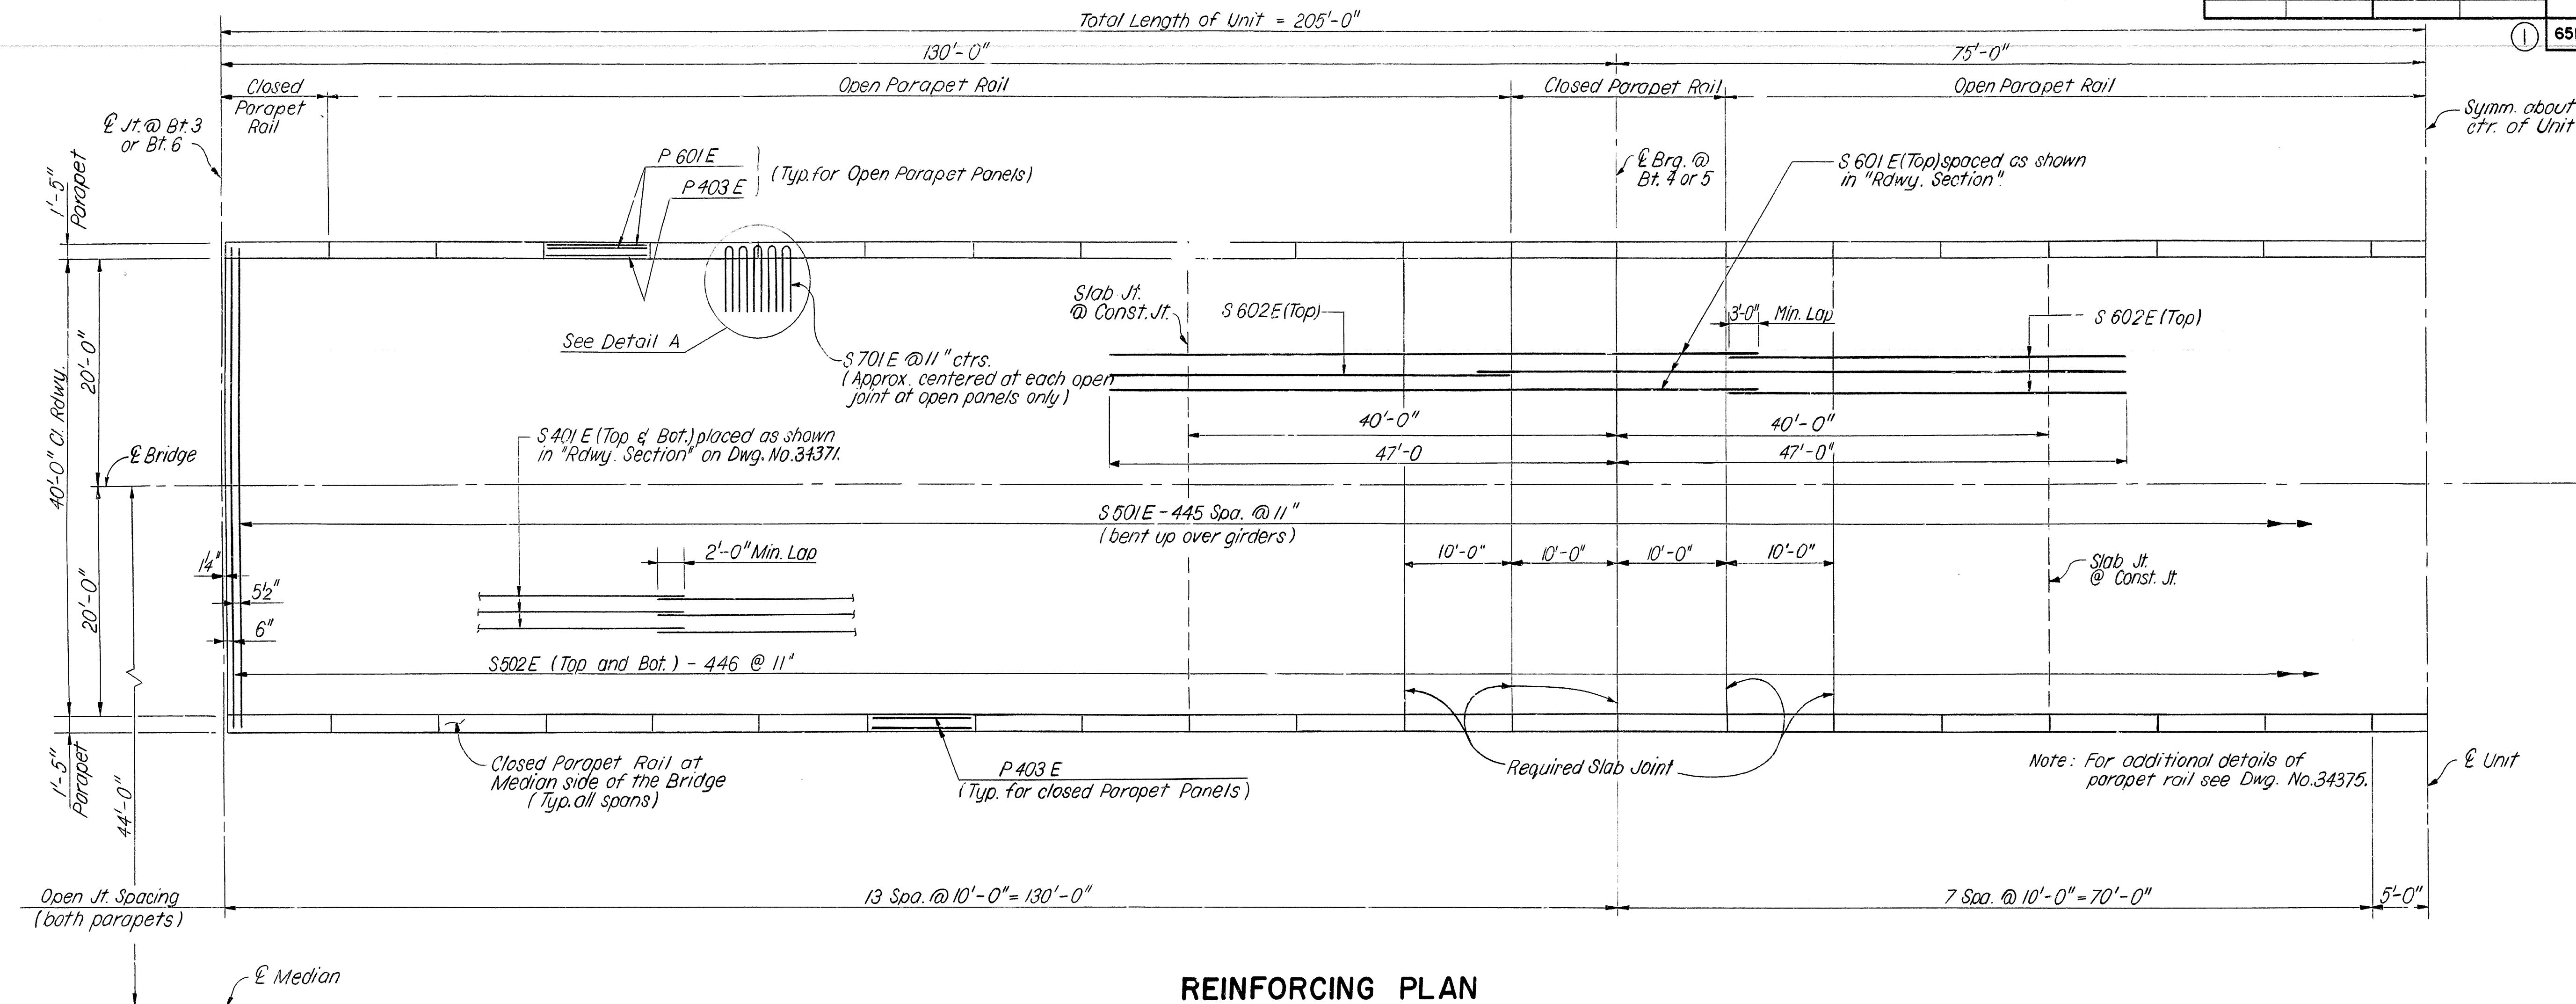 Total Length of Unit = 205'-0"
130'-0"
75'-0"
1
Closed
Parapet
Rail
Open Parapet Rail
Closed Parapet Rail
Open Parapet Rail
Symm. about
ctr. of Unit
℄ Jt. @ Bt. 3
or Bt. 6
P 601 E
P 403 E
(Typ. for Open Parapet Panels)
℄ Brg. @
Bt. 4 or 5
S 601 E (Top) spaced as shown
in "Rdwy. Section"
1'-5"
Parapet
See Detail A
S 701 E @ 11" ctrs.
(Approx. centered at each open
joint at open panels only)
Slab Jt.
@ Const. Jt.
S 602 E (Top)
3'-0" Min. Lap
S 602 E (Top)
40'-0" Cl. Rdwy.
20'-0"
20'-0"
40'-0"
40'-0"
47'-0
47'-0"
S 401 E (Top & Bot.) placed as shown
in "Rdwy. Section" on Dwg. No. 34371.
℄ Bridge
S 501 E - 445 Spa. @ 11"
(bent up over girders)
2'-0" Min. Lap
10'-0"
10'-0"
10'-0"
10'-0"
Slab Jt.
@ Const. Jt.
1/4"
5 1/2"
6"
S502E (Top and Bot.) - 446 @ 11"
1'-5"
Parapet
44'-0"
Closed Parapet Rail at
Median side of the Bridge
(Typ. all spans)
P 403 E
(Typ. for closed Parapet Panels)
Required Slab Joint
Note: For additional details of
parapet rail see Dwg. No. 34375.
℄ Unit
Open Jt. Spacing
(both parapets)
13 Spa. @ 10'-0" = 130'-0"
7 Spa. @ 10'-0" = 70'-0"
5'-0"
℄ Median
REINFORCING PLAN